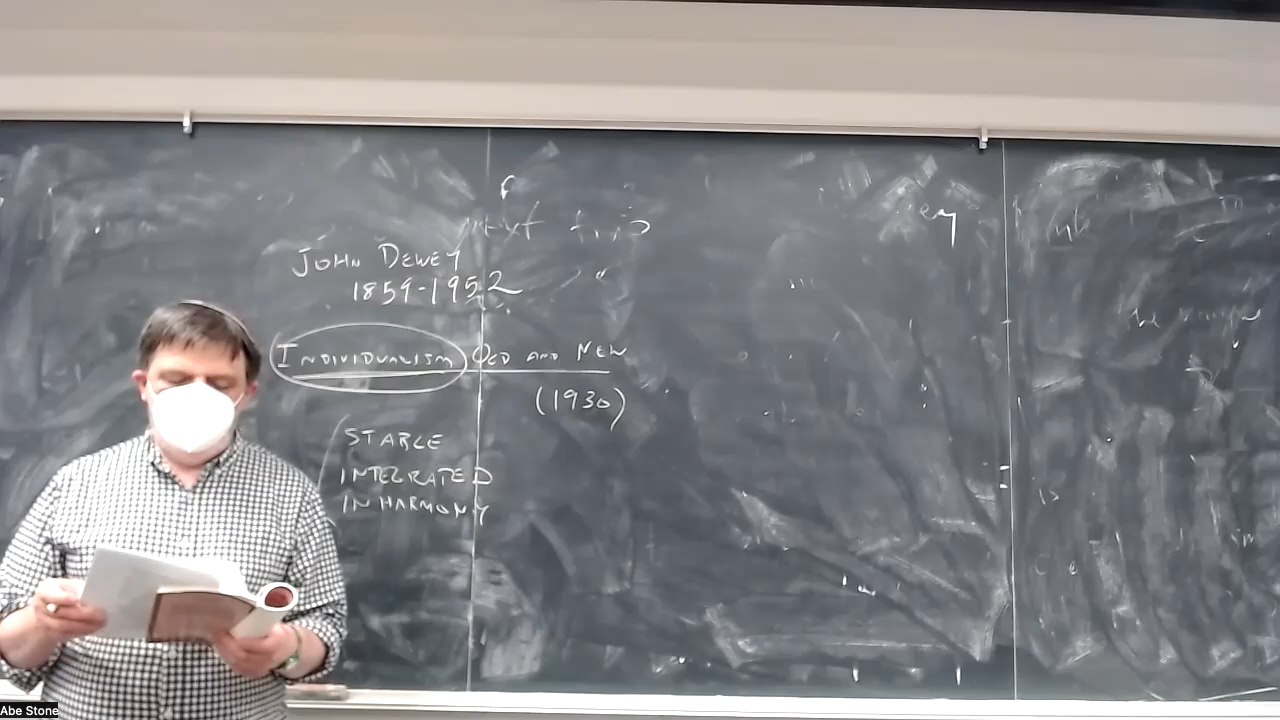 JOHN DEWEY
1859-1952
INDIVIDUALISM OLD AND NEW
(1930)
STABLE
INTEGRATED
IN HARMONY
Abe Stone